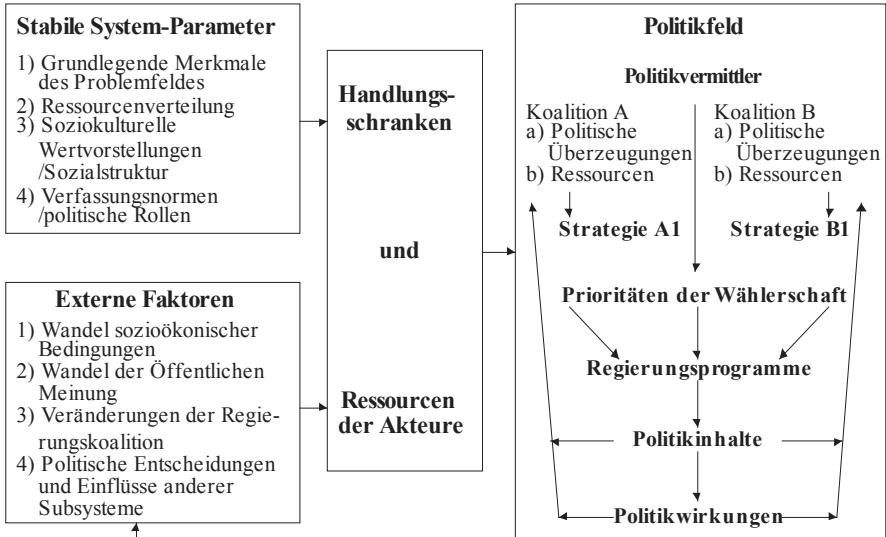 Stabile System-Parameter
1) Grundlegende Merkmale
des Problemfeldes
2) Ressourcenverteilung
3) Soziokulturelle
Wertvorstellungen
/Sozialstruktur
4) Verfassungsnormen
/politische Rollen
Externe Faktoren
1) Wandel sozioökonischer
Bedingungen
2) Wandel der Öffentlichen
Meinung
3) Veränderungen der Regie-
rungskoalition
4) Politische Entscheidungen
und Einflüsse anderer
Subsysteme
Handlungs-
schranken
und
Ressourcen
der Akteure
Politikfeld
Politikvermittler
Koalition A
a) Politische
Überzeugungen
b) Ressourcen
Strategie A1
Koalition B
a) Politische
Überzeugungen
b) Ressourcen
Strategie B1
Prioritäten der Wählerschaft
Regierungsprogramme
Politikinhalte
Politikwirkungen